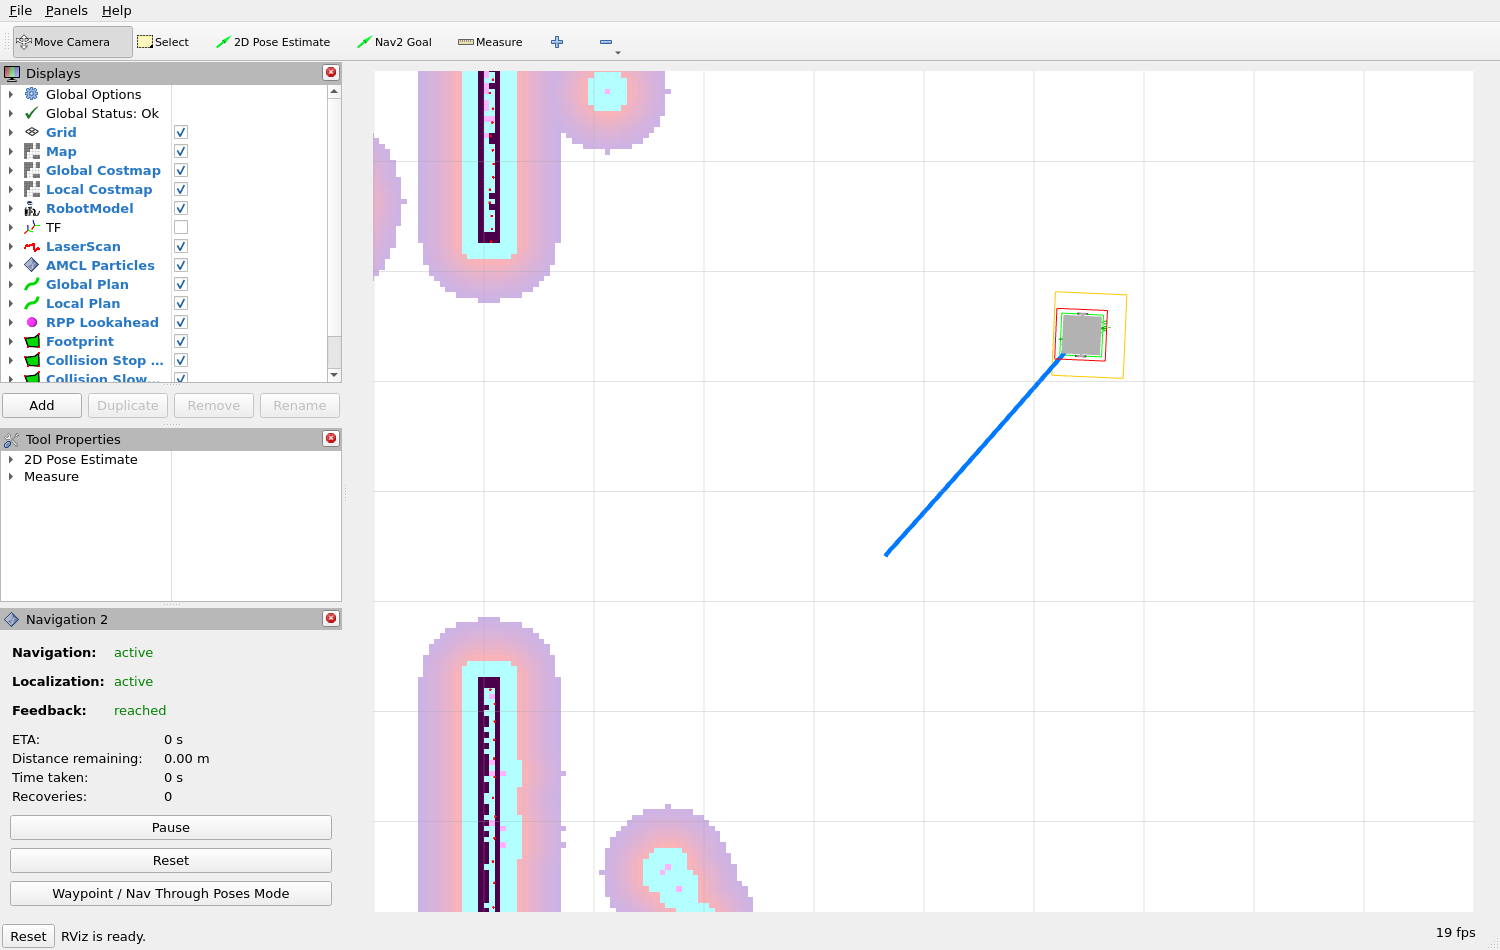 File Panels Help
Move Camera Select 2D Pose Estimate Nav2 Goal Measure
Displays
Global Options
Global Status: Ok
Grid
Map
Global Costmap
Local Costmap
RobotModel
TF
LaserScan
AMCL Particles
Global Plan
Local Plan
RPP Lookahead
Footprint
Collision Stop ...
Collision Slow...
Add Duplicate Remove Rename
Tool Properties
2D Pose Estimate
Measure
Navigation 2
Navigation: active
Localization: active
Feedback: reached
ETA: 0 s
Distance remaining: 0.00 m
Time taken: 0 s
Recoveries: 0
Pause
Reset
Waypoint / Nav Through Poses Mode
Reset RViz is ready. 19 fps